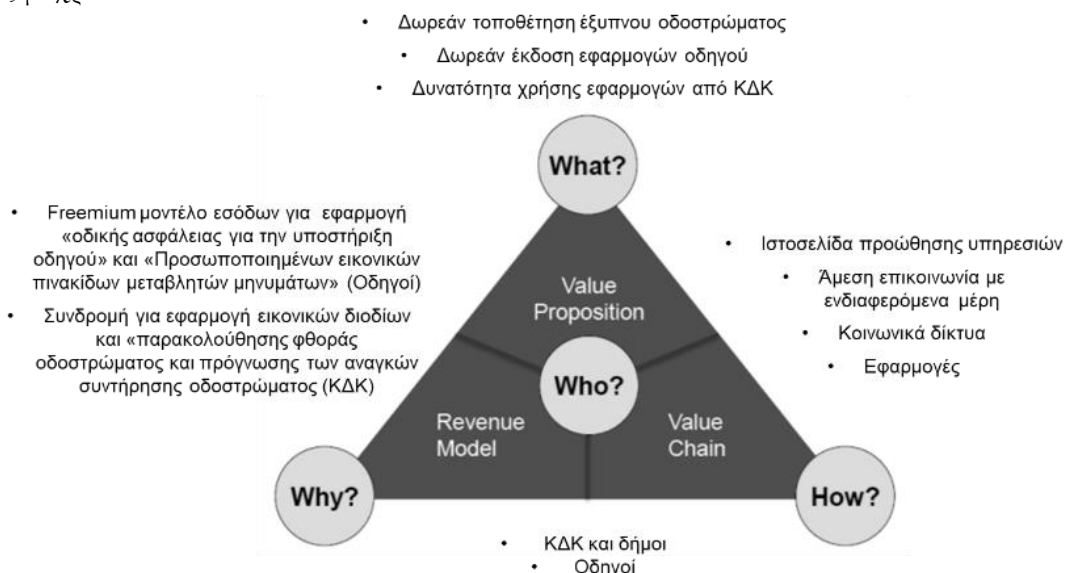 • Δωρεάν τοποθέτηση έξυπνου οδοστρώματος
• Δωρεάν έκδοση εφαρμογών οδηγού
• Δυνατότητα χρήσης εφαρμογών από ΚΔΚ
What?
• Freemium μοντέλο εσόδων για εφαρμογή
«οδικής ασφάλειας για την υποστήριξη
οδηγού» και «Προσωποποιημένων εικονικών
πινακίδων μεταβλητών μηνυμάτων» (Οδηγοί)
• Συνδρομή για εφαρμογή εικονικών διοδίων
και «παρακολούθησης φθοράς
οδοστρώματος και πρόγνωσης των αναγκών
συντήρησης οδοστρώματος (ΚΔΚ)
• Ιστοσελίδα προώθησης υπηρεσιών
• Άμεση επικοινωνία με
ενδιαφερόμενα μέρη
• Κοινωνικά δίκτυα
• Εφαρμογές
Value
Proposition
Who?
Revenue
Model
Value
Chain
Why?
How?
• ΚΔΚ και δήμοι
• Οδηγοί